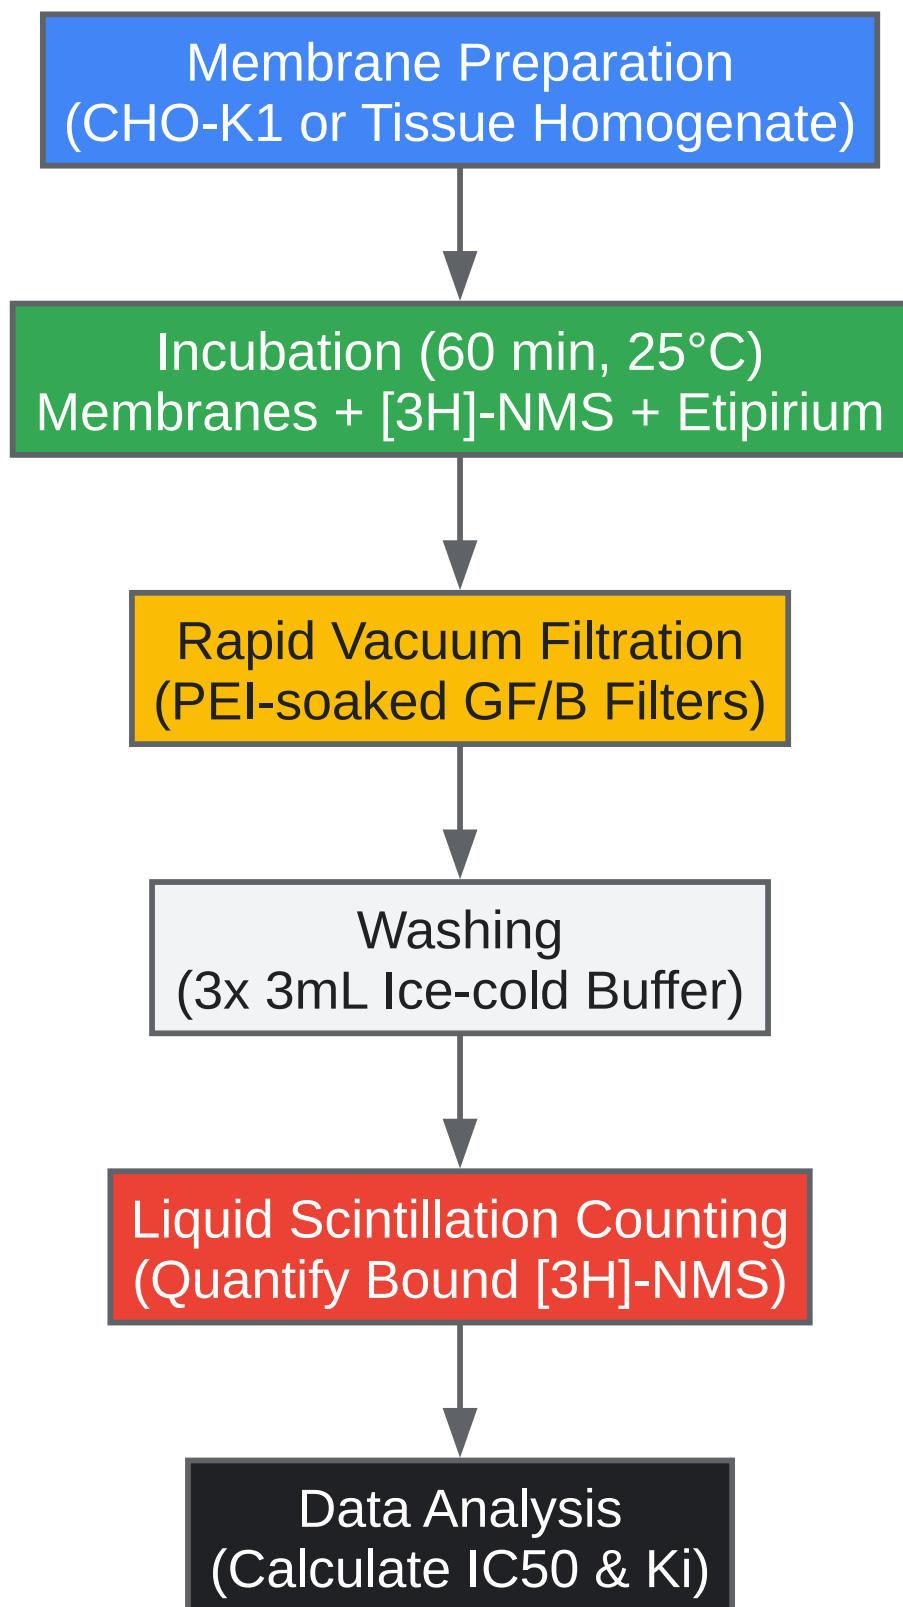 Membrane Preparation
(CHO-K1 or Tissue Homogenate)
Incubation (60 min, 25°C)
Membranes + [3H]-NMS + Etipirium
Rapid Vacuum Filtration
(PEI-soaked GF/B Filters)
Washing
(3x 3mL Ice-cold Buffer)
Liquid Scintillation Counting
(Quantify Bound [3H]-NMS)
Data Analysis
(Calculate IC50 & Ki)